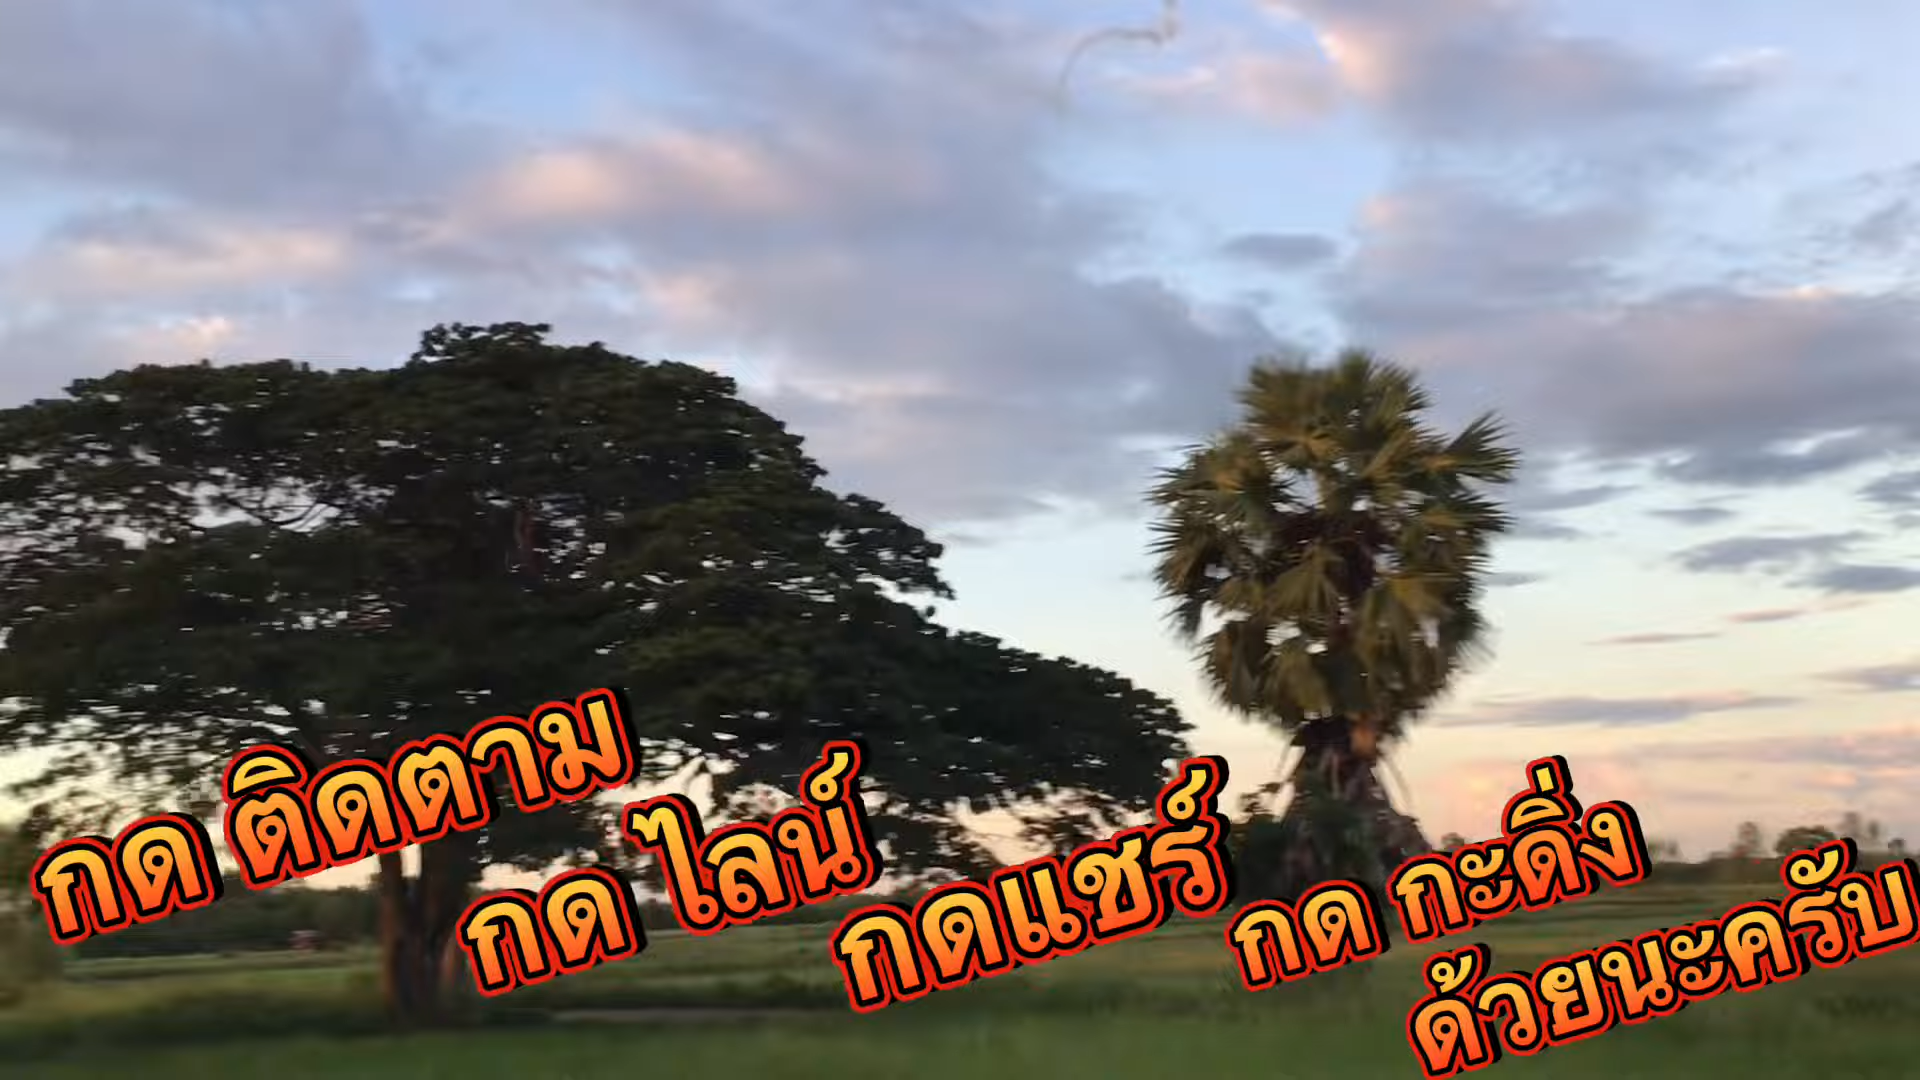 กด ติดตาม
กด ไลน์
กดแชร์
กด กะดิ่ง
ด้วยนะครับ